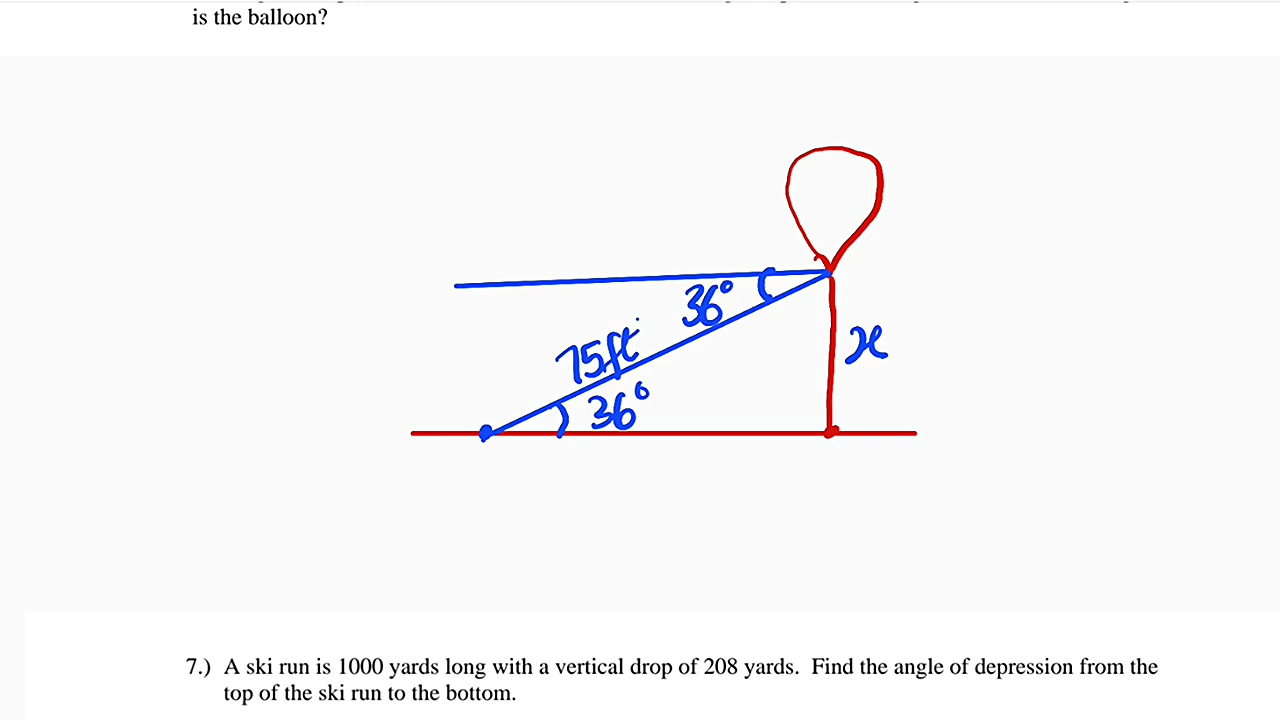 is the balloon?
36°
75ft
x
36°
7.) A ski run is 1000 yards long with a vertical drop of 208 yards. Find the angle of depression from the
top of the ski run to the bottom.